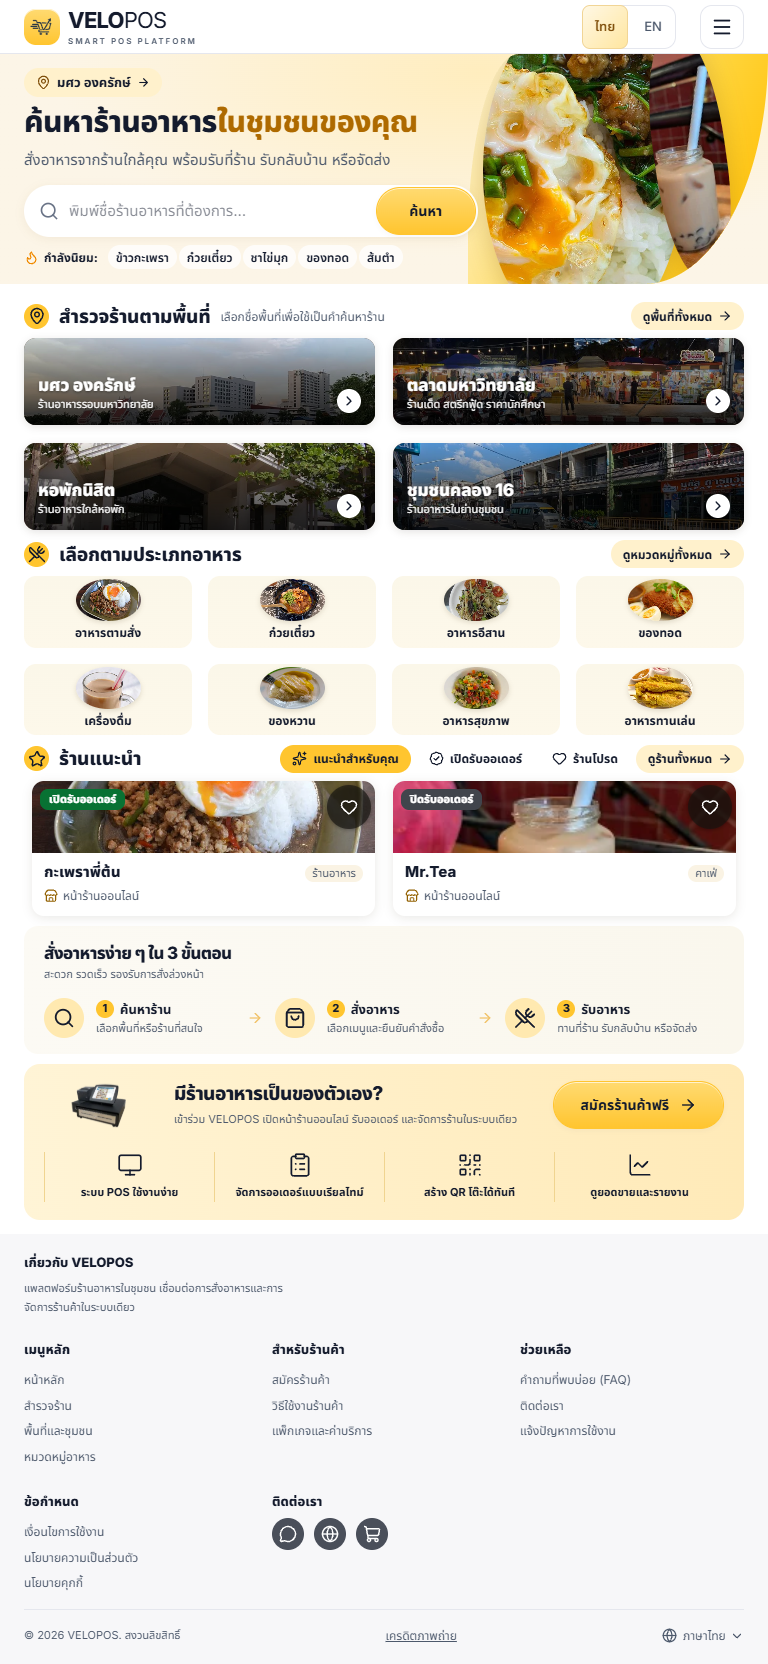 VELOPOS
SMART POS PLATFORM
ไทย
EN
มศว องครักษ์
ค้นหาร้านอาหารในชุมชนของคุณ
สั่งอาหารจากร้านใกล้คุณ พร้อมรับที่ร้าน รับกลับบ้าน หรือจัดส่ง
พิมพ์ชื่อร้านอาหารที่ต้องการ...
ค้นหา
กำลังนิยม:
ข้าวกะเพรา
ก๋วยเตี๋ยว
ชาไข่มุก
ของทอด
ส้มตำ
สำรวจร้านตามพื้นที่
เลือกชื่อพื้นที่เพื่อใช้เป็นคำค้นหาร้าน
ดูพื้นที่ทั้งหมด
มศว องครักษ์
ร้านอาหารรอบมหาวิทยาลัย
ตลาดมหาวิทยาลัย
ร้านเด็ด สตรีทฟู้ด ราคานักศึกษา
หอพักนิสิต
ร้านอาหารใกล้หอพัก
ชุมชนคลอง 16
ร้านอาหารในย่านชุมชน
เลือกตามประเภทอาหาร
ดูหมวดหมู่ทั้งหมด
อาหารตามสั่ง
ก๋วยเตี๋ยว
อาหารอีสาน
ของทอด
เครื่องดื่ม
ของหวาน
อาหารสุขภาพ
อาหารทานเล่น
ร้านแนะนำ
แนะนำสำหรับคุณ
เปิดรับออเดอร์
ร้านโปรด
ดูร้านทั้งหมด
เปิดรับออเดอร์
กะเพราพี่ต้น
ร้านอาหาร
หน้าร้านออนไลน์
ปิดรับออเดอร์
Mr.Tea
คาเฟ่
หน้าร้านออนไลน์
สั่งอาหารง่าย ๆ ใน 3 ขั้นตอน
สะดวก รวดเร็ว รองรับการสั่งล่วงหน้า
1 ค้นหาร้าน
เลือกพื้นที่หรือร้านที่สนใจ
2 สั่งอาหาร
เลือกเมนูและยืนยันคำสั่งซื้อ
3 รับอาหาร
ทานที่ร้าน รับกลับบ้าน หรือจัดส่ง
มีร้านอาหารเป็นของตัวเอง?
เข้าร่วม VELOPOS เปิดหน้าร้านออนไลน์ รับออเดอร์ และจัดการร้านในระบบเดียว
สมัครร้านค้าฟรี
ระบบ POS ใช้งานง่าย
จัดการออเดอร์แบบเรียลไทม์
สร้าง QR โต๊ะได้ทันที
ดูยอดขายและรายงาน
เกี่ยวกับ VELOPOS
แพลตฟอร์มร้านอาหารในชุมชน เชื่อมต่อการสั่งอาหารและการ
จัดการร้านค้าในระบบเดียว
เมนูหลัก
หน้าหลัก
สำรวจร้าน
พื้นที่และชุมชน
หมวดหมู่อาหาร
สำหรับร้านค้า
สมัครร้านค้า
วิธีใช้งานร้านค้า
แพ็กเกจและค่าบริการ
ช่วยเหลือ
คำถามที่พบบ่อย (FAQ)
ติดต่อเรา
แจ้งปัญหาการใช้งาน
ข้อกำหนด
เงื่อนไขการใช้งาน
นโยบายความเป็นส่วนตัว
นโยบายคุกกี้
ติดต่อเรา
© 2026 VELOPOS. สงวนลิขสิทธิ์
เครดิตภาพถ่าย
ภาษาไทย